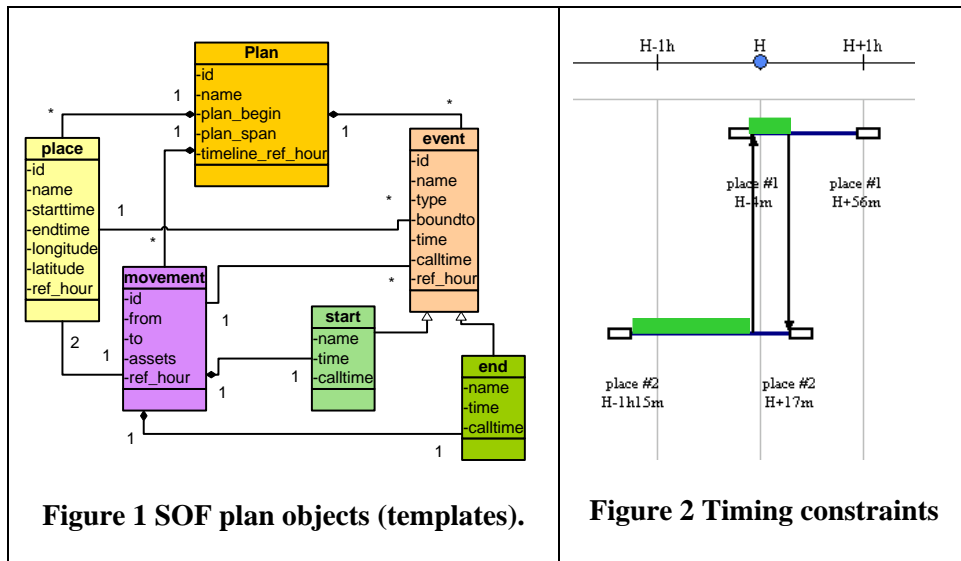 Plan
-id
-name
-plan_begin
-plan_span
-timeline_ref_hour
1
*
1
1
*
place
-id
-name
-starttime
-endtime
-longitude
-latitude
-ref_hour
event
-id
-name
-type
-boundto
-time
-calltime
-ref_hour
1
*
*
movement
-id
-from
-to
-assets
-ref_hour
1
*
2
1
start
-name
-time
-calltime
1
1
end
-name
-time
-calltime
1
1
Figure 1 SOF plan objects (templates).
H-1h
H
H+1h
place #1
H-4m
place #1
H+56m
place #2
H-1h15m
place #2
H+17m
Figure 2 Timing constraints